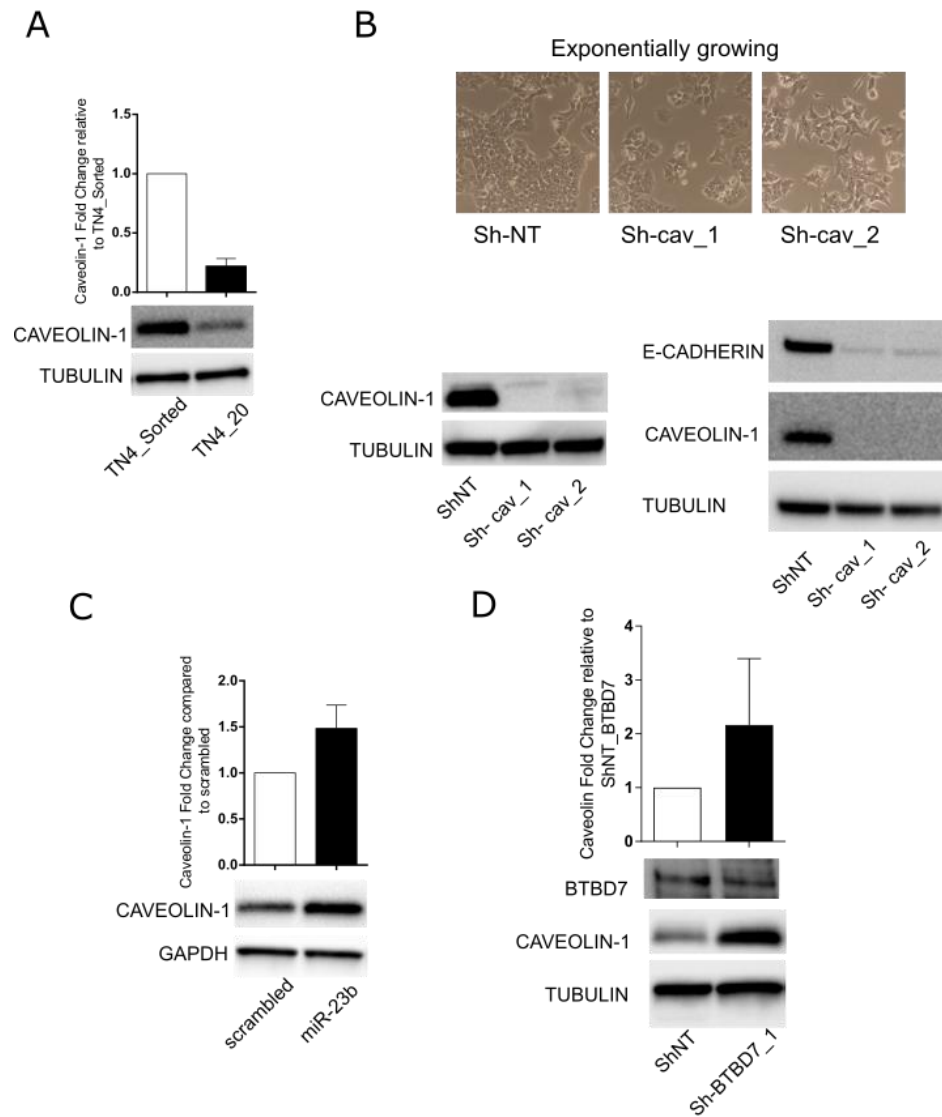 A
Caveolin-1 Fold Change relative
to TN4_Sorted
1.0
0.5
0.0
CAVEOLIN-1
TUBULIN
TN4_Sorted
TN4_20
B
Exponentially growing
Sh-NT
Sh-cav_1
Sh-cav_2
CAVEOLIN-1
TUBULIN
ShNT
Sh- cav_1
Sh- cav_2
E-CADHERIN
CAVEOLIN-1
TUBULIN
ShNT
Sh- cav_1
Sh- cav_2
C
Caveolin-1 Fold Change compared
to scrambled
2.0
1.5
1.0
0.5
0.0
CAVEOLIN-1
GAPDH
scrambled
miR-23b
D
Caveolin Fold Change relative to
ShNT_BTBD7
4
3
2
1
0
BTBD7
CAVEOLIN-1
TUBULIN
ShNT
Sh-BTBD7_1